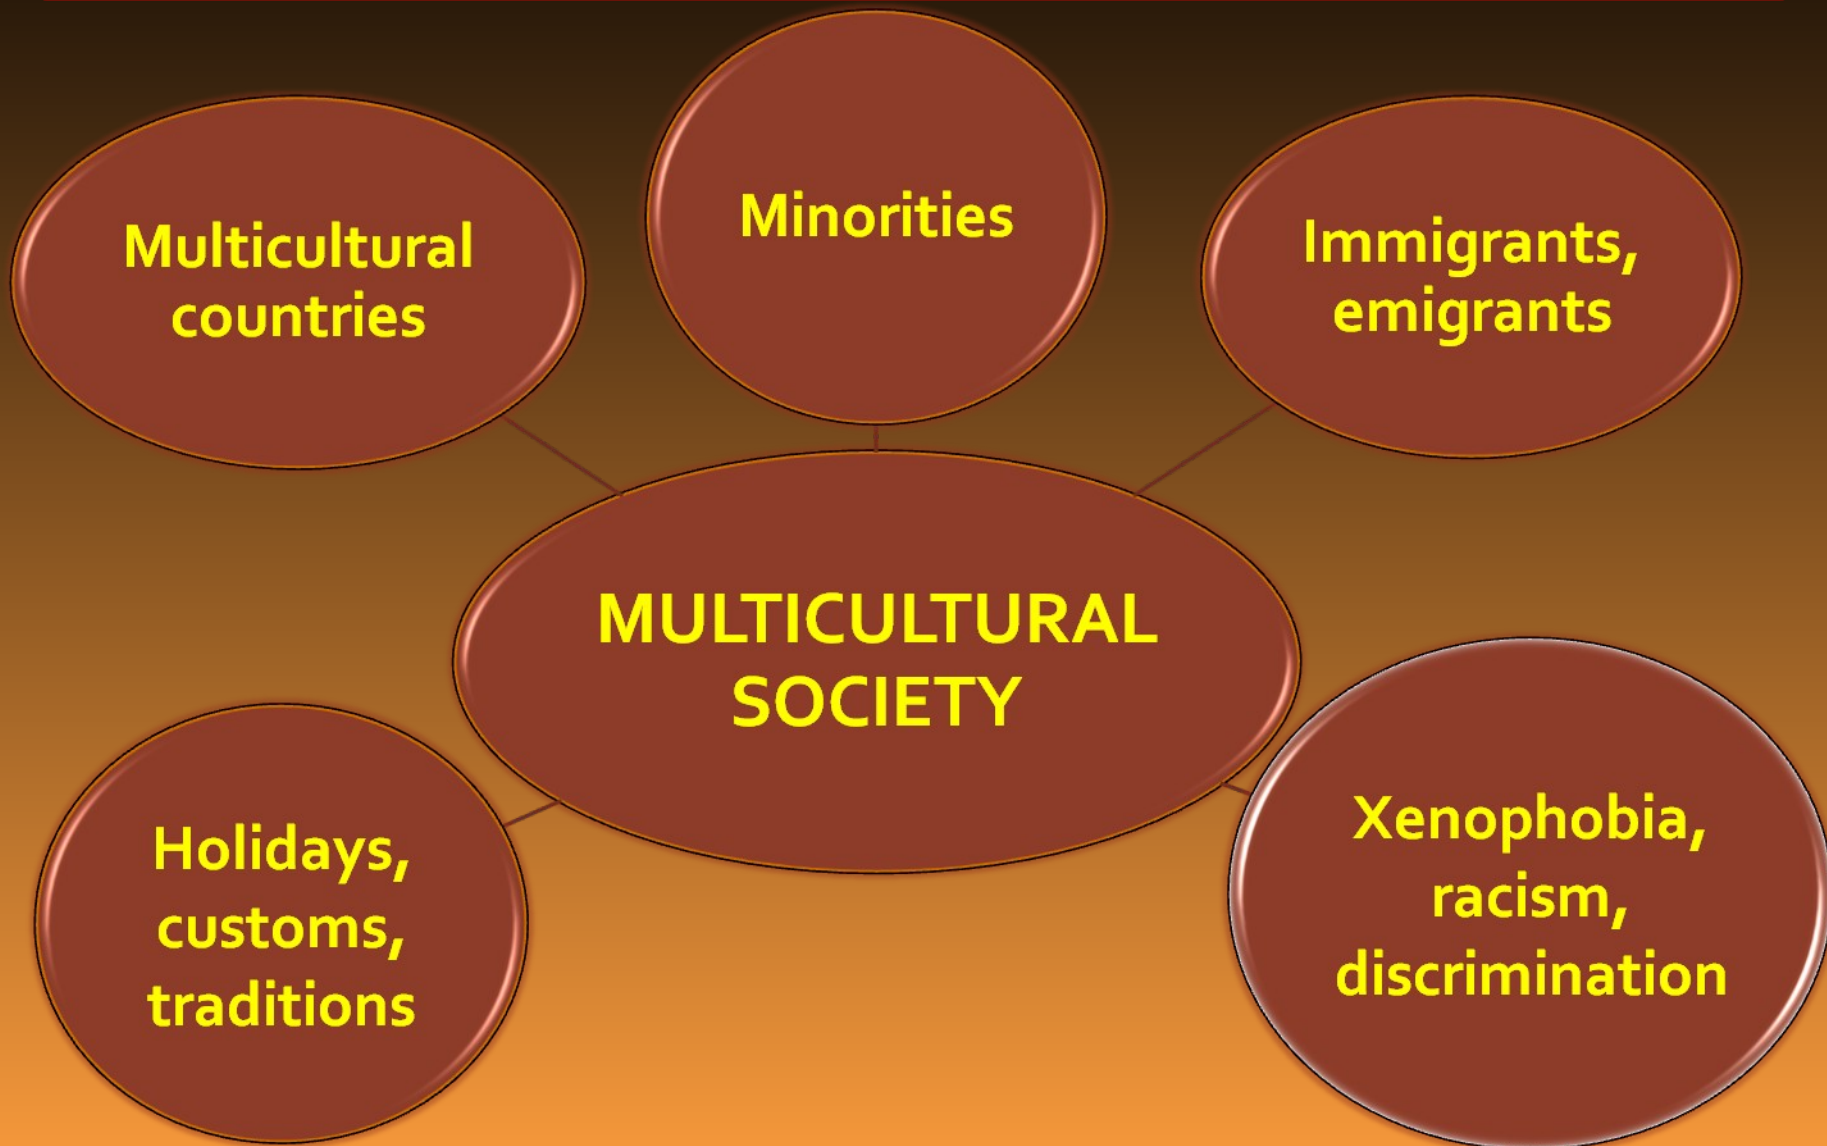 Minorities
Multicultural
countries
Immigrants,
emigrants
MULTICULTURAL
SOCIETY
Holidays,
customs,
traditions
Xenophobia,
racism,
discrimination